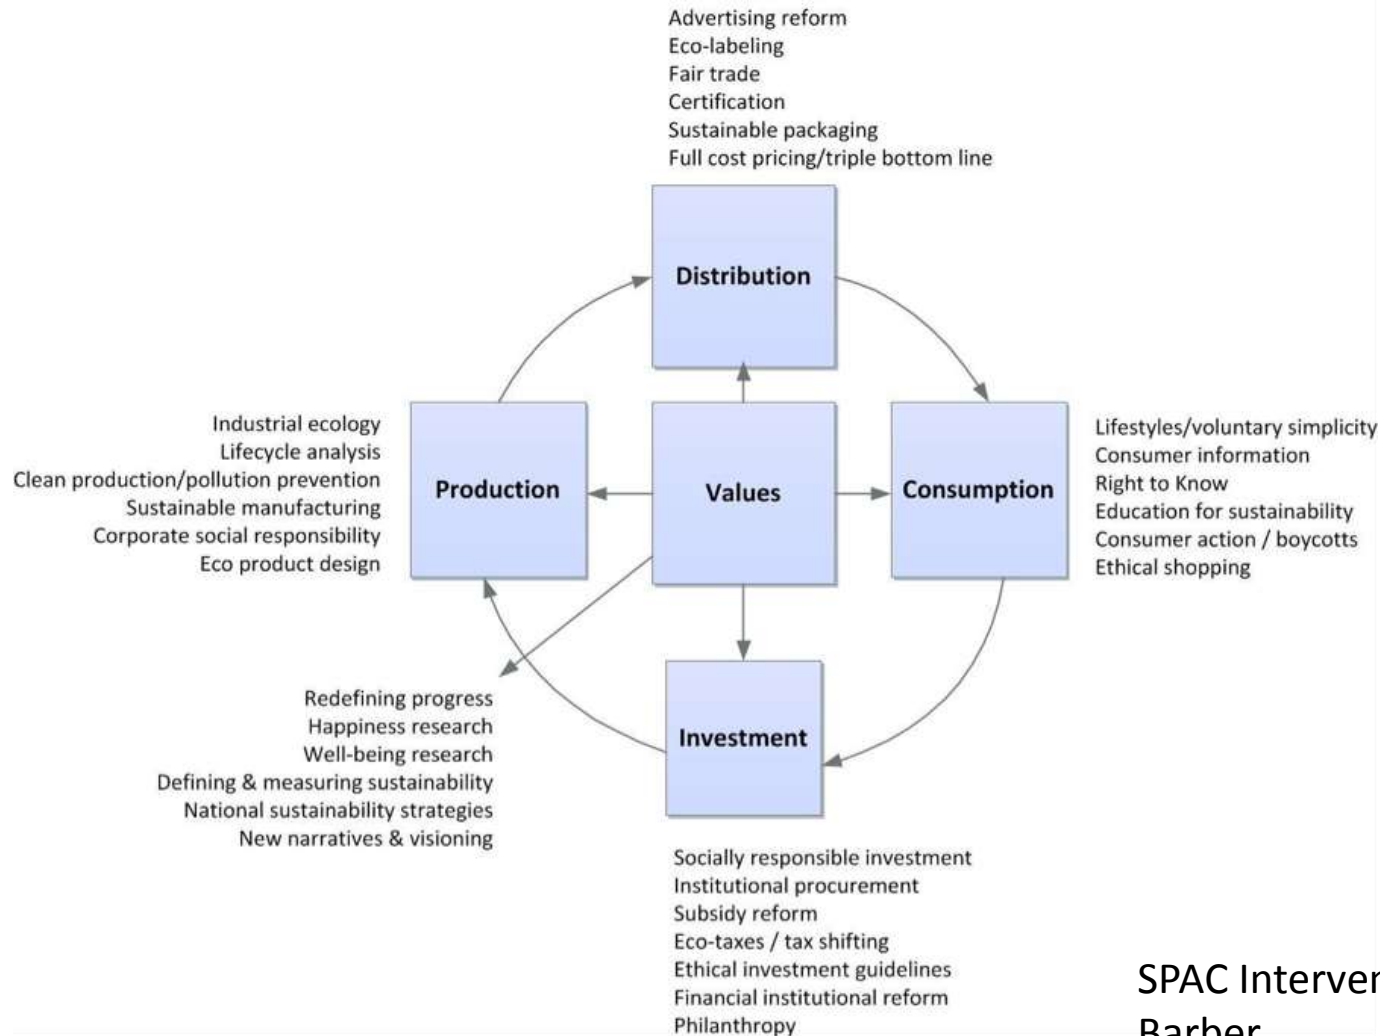 Advertising reform
Eco-labeling
Fair trade
Certification
Sustainable packaging
Full cost pricing/triple bottom line
Distribution
Industrial ecology
Lifecycle analysis
Clean production/pollution prevention
Sustainable manufacturing
Corporate social responsibility
Eco product design
Production
Values
Consumption
Lifestyles/voluntary simplicity
Consumer information
Right to Know
Education for sustainability
Consumer action / boycotts
Ethical shopping
Redefining progress
Happiness research
Well-being research
Defining & measuring sustainability
National sustainability strategies
New narratives & visioning
Investment
Socially responsible investment
Institutional procurement
Subsidy reform
Eco-taxes / tax shifting
Ethical investment guidelines
Financial institutional reform
Philanthropy
SPAC
Barber